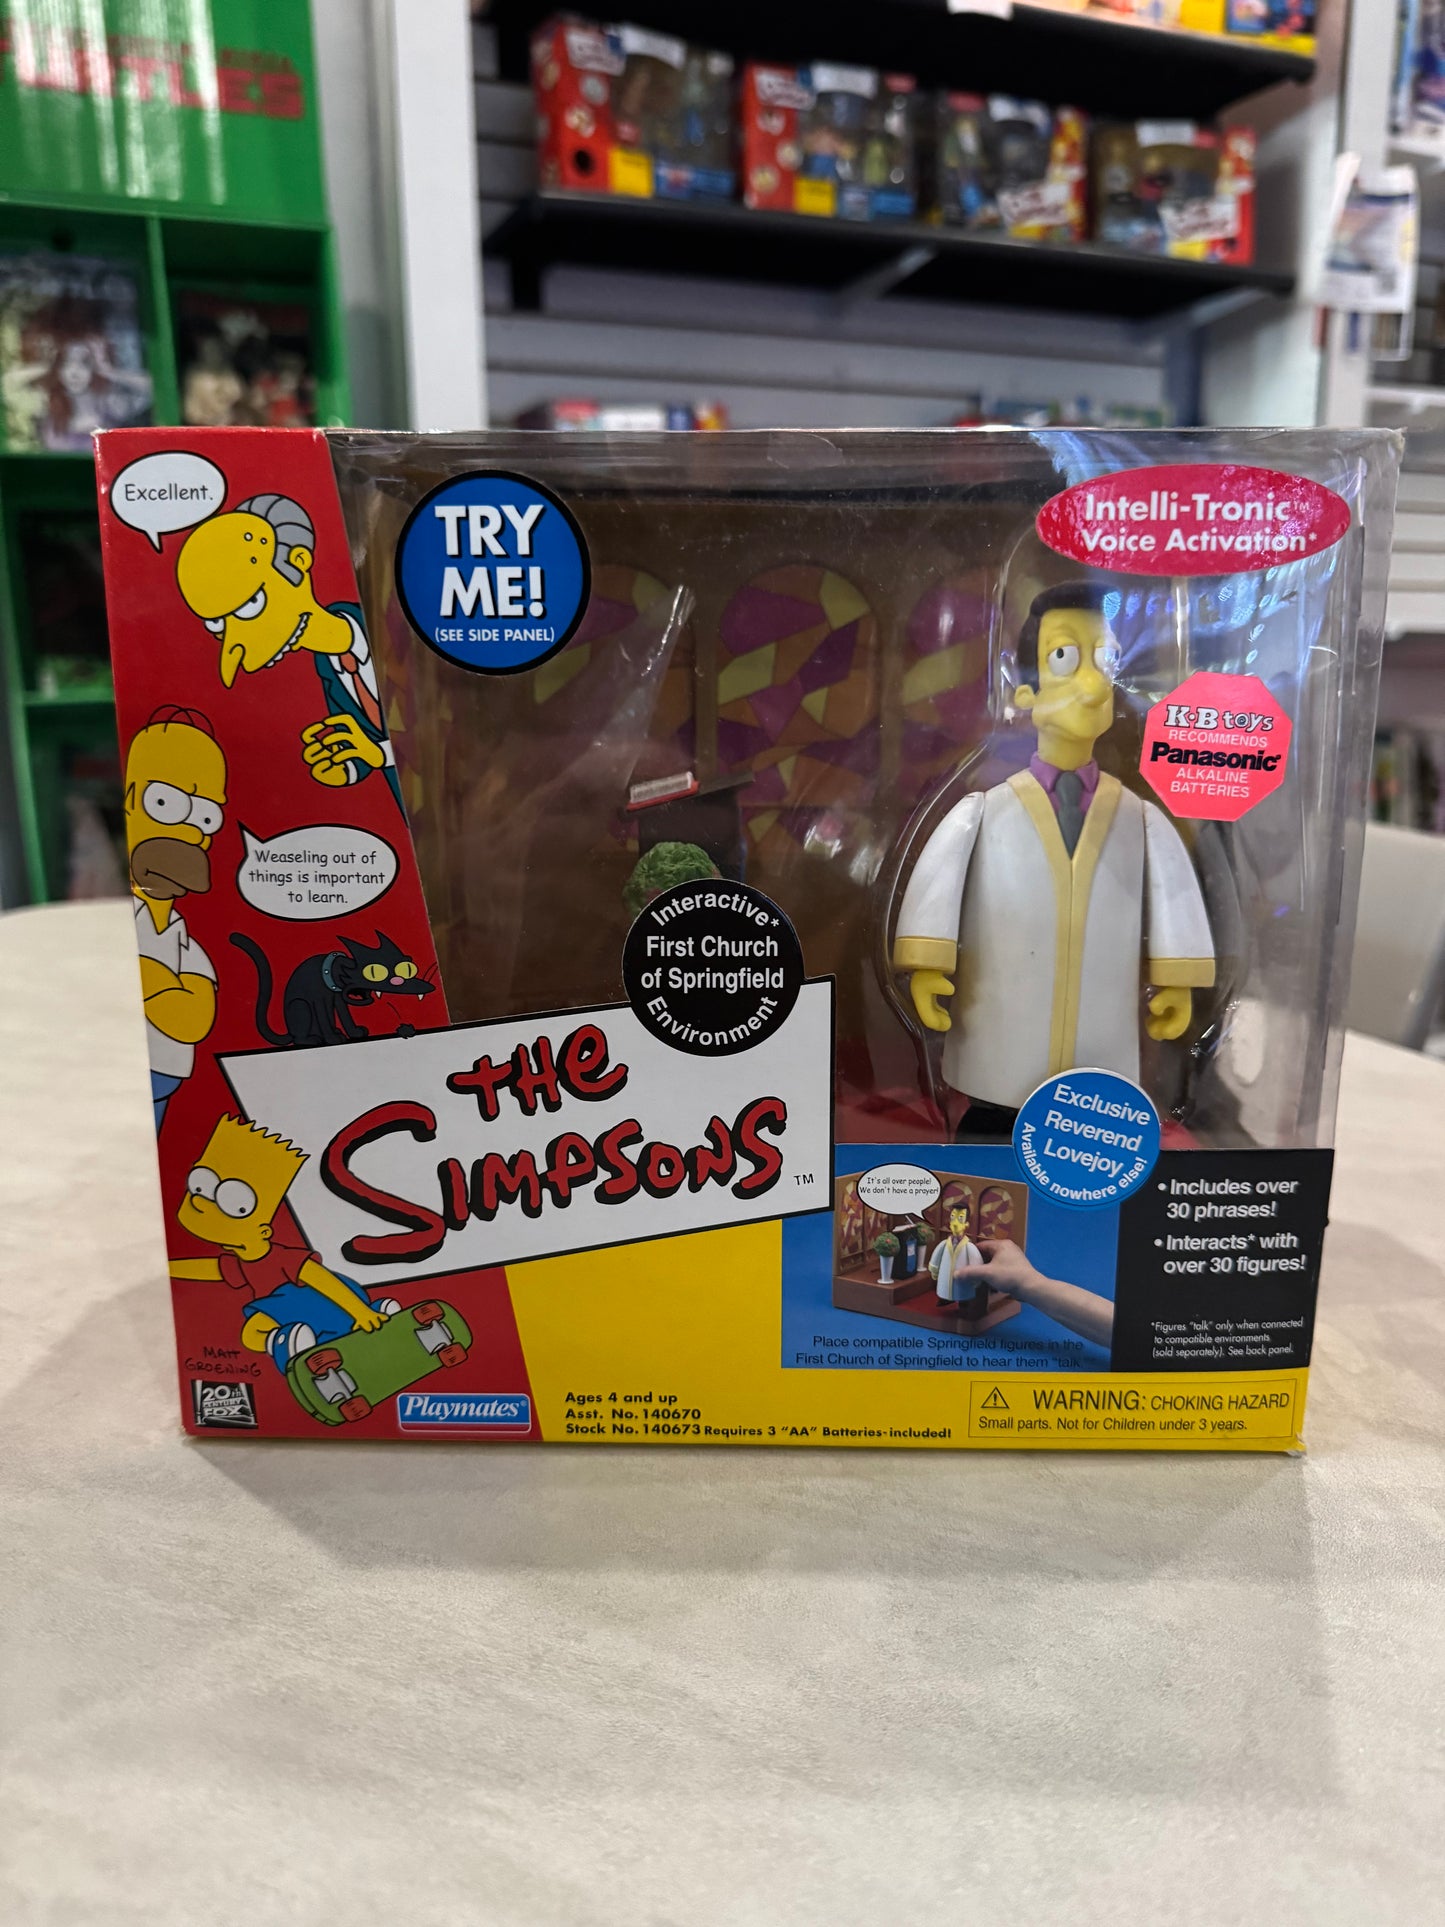 Excellent.
TRY
ME!
(SEE SIDE PANEL)
Intelli-Tronic™
Voice Activation*
K·B toys
RECOMMENDS
Panasonic®
ALKALINE
BATTERIES
Weaseling out of
things is important
to learn.
Interactive*
First Church
of Springfield
Environment
THE
SIMPSONS™
Exclusive
Reverend
Lovejoy
Available nowhere else!
It's all over people!
We don't have a prayer!
• Includes over
30 phrases!
• Interacts* with
over 30 figures!
*Figures "talk" only when connected
to compatible environments
(sold separately). See back panel.
Place compatible Springfield figures in the
First Church of Springfield to hear them "talk."*
MATT
GROENING
20th
CENTURY
FOX
Playmates®
Ages 4 and up
Asst. No. 140670
Stock No. 140673 Requires 3 "AA" Batteries-included!
WARNING: CHOKING HAZARD
Small parts. Not for Children under 3 years.